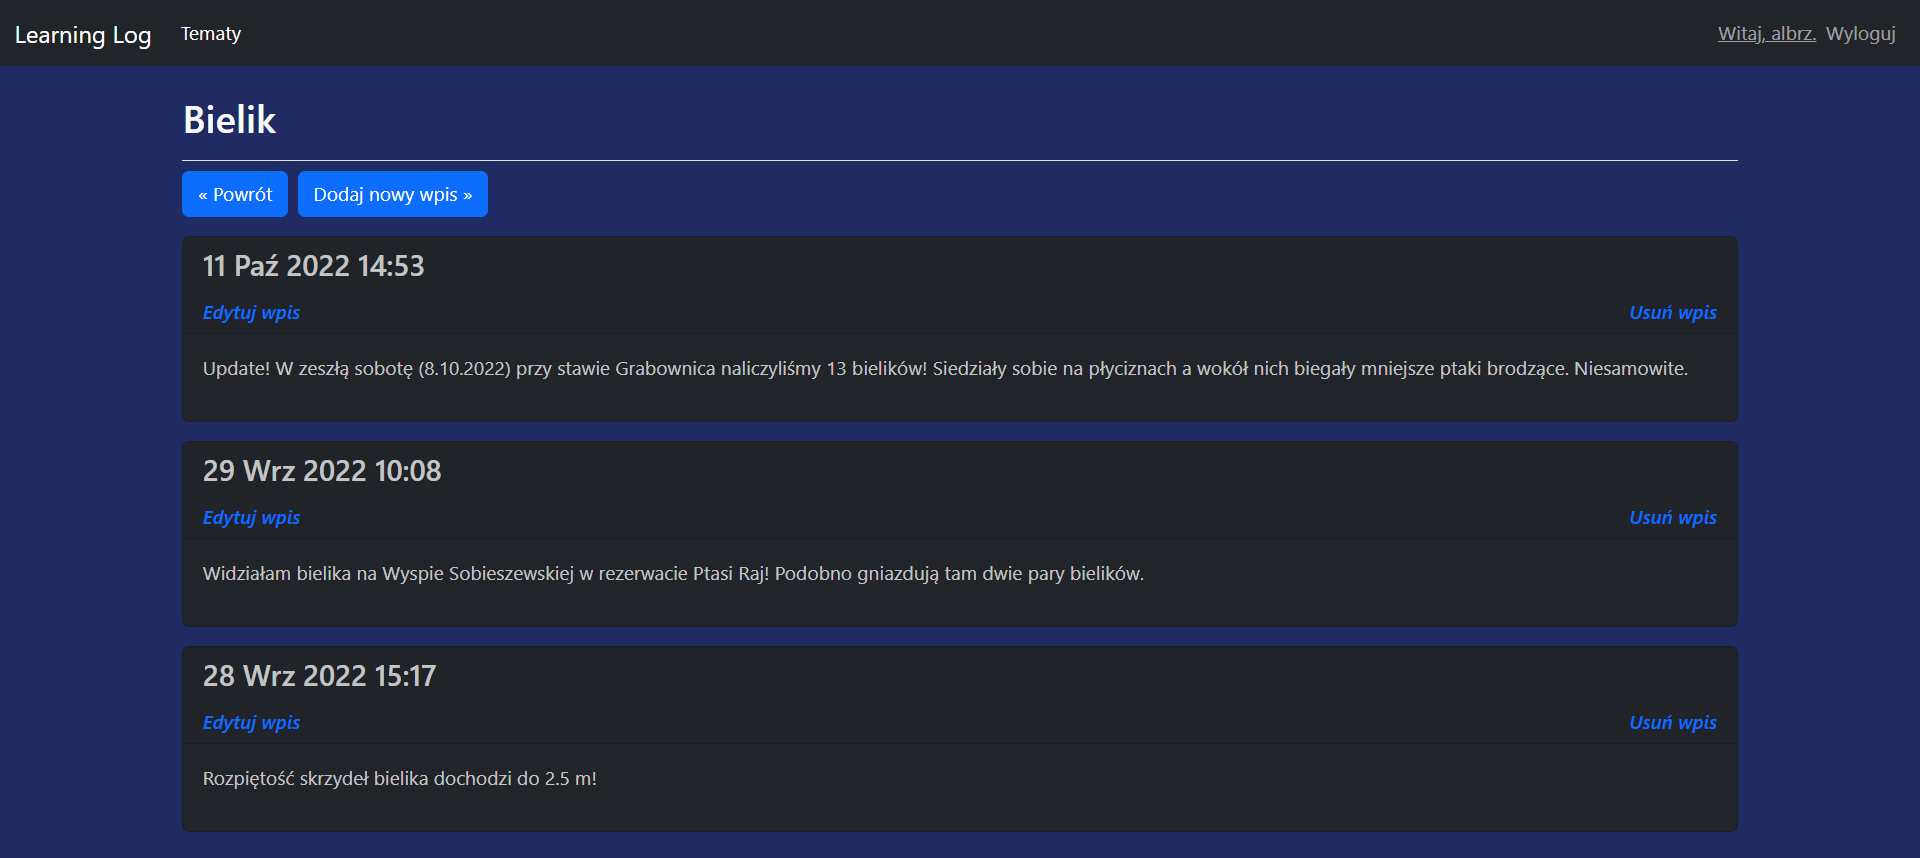 Learning Log Tematy Witaj, albrz. Wyloguj
Bielik
« Powrót Dodaj nowy wpis »
11 Paź 2022 14:53
Edytuj wpis Usuń wpis
Update! W zeszłą sobotę (8.10.2022) przy stawie Grabownica naliczyliśmy 13 bielików! Siedziały sobie na płyciznach a wokół nich biegały mniejsze ptaki brodzące. Niesamowite.
29 Wrz 2022 10:08
Edytuj wpis Usuń wpis
Widziałam bielika na Wyspie Sobieszewskiej w rezerwacie Ptasi Raj! Podobno gniazdują tam dwie pary bielików.
28 Wrz 2022 15:17
Edytuj wpis Usuń wpis
Rozpiętość skrzydeł bielika dochodzi do 2.5 m!